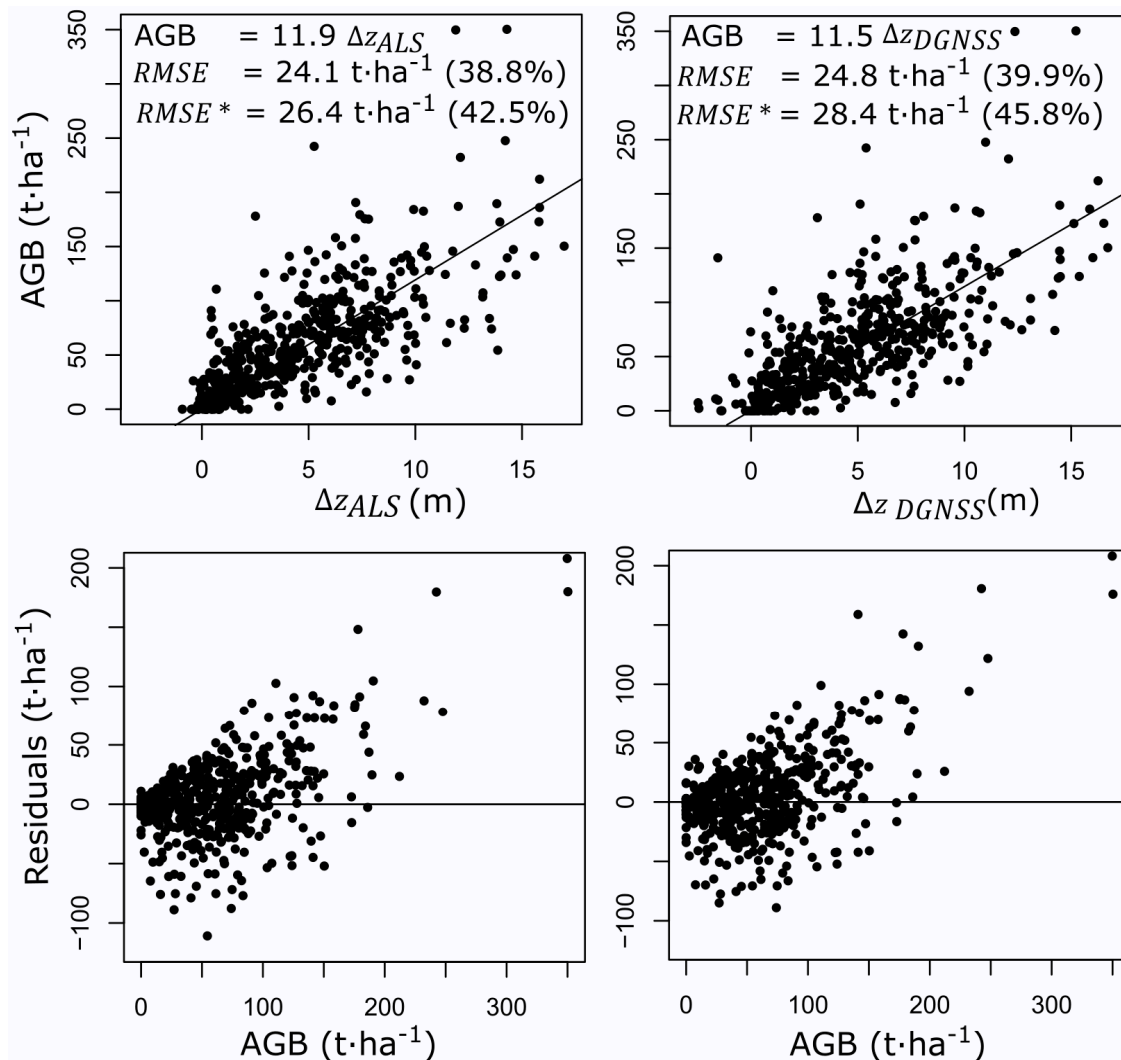 AGB = 11.9 Δz_ALS
RMSE = 24.1 t·ha⁻¹ (38.8%)
RMSE * = 26.4 t·ha⁻¹ (42.5%)
AGB (t·ha⁻¹)
0 50 150 250 350
0 5 10 15
Δz_ALS (m)
AGB = 11.5 Δz_DGNSS
RMSE = 24.8 t·ha⁻¹ (39.9%)
RMSE * = 28.4 t·ha⁻¹ (45.8%)
0 50 150 250 350
0 5 10 15
Δz_DGNSS (m)
Residuals (t·ha⁻¹)
−100 0 50 100 200
0 100 200 300
AGB (t·ha⁻¹)
−100 0 50 100 200
0 100 200 300
AGB (t·ha⁻¹)